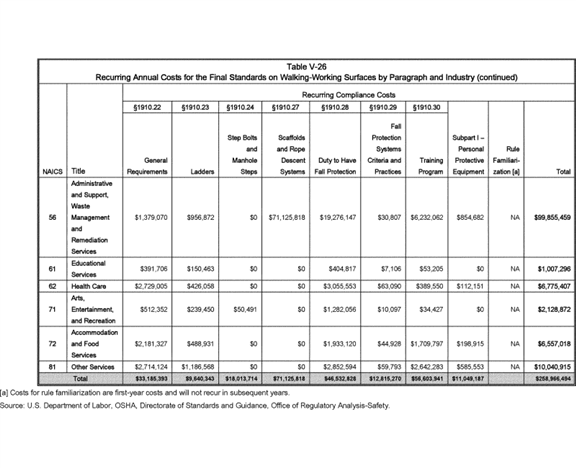 Table V-26
Recurring Annual Costs for the Final Standards on Walking-Working Surfaces by Paragraph and Industry (continued)
Recurring Compliance Costs
§1910.22 §1910.23 §1910.24 §1910.27 §1910.28 §1910.29 §1910.30
NAICS Title General Requirements Ladders Step Bolts and Manhole Steps Scaffolds and Rope Descent Systems Duty to Have Fall Protection Fall Protection Systems Criteria and Practices Training Program Subpart I – Personal Protective Equipment Rule Familiari-zation [a] Total
56 Administrative and Support, Waste Management and Remediation Services $1,379,070 $956,872 $0 $71,125,818 $19,276,147 $30,807 $6,232,062 $854,682 NA $99,855,459
61 Educational Services $391,706 $150,463 $0 $0 $404,817 $7,106 $53,205 $0 NA $1,007,296
62 Health Care $2,729,005 $426,058 $0 $0 $3,055,553 $63,090 $389,550 $112,151 NA $6,775,407
71 Arts, Entertainment, and Recreation $512,352 $239,450 $50,491 $0 $1,282,056 $10,097 $34,427 $0 NA $2,128,872
72 Accommodation and Food Services $2,181,327 $488,931 $0 $0 $1,933,120 $44,928 $1,709,797 $198,915 NA $6,557,018
81 Other Services $2,714,124 $1,186,568 $0 $0 $2,852,594 $59,793 $2,642,283 $585,553 NA $10,040,915
Total $33,185,393 $9,640,343 $18,013,714 $71,125,818 $46,532,828 $12,815,270 $56,603,941 $11,049,187 $258,966,494
[a] Costs for rule familiarization are first-year costs and will not recur in subsequent years.
Source: U.S. Department of Labor, OSHA, Directorate of Standards and Guidance, Office of Regulatory Analysis-Safety.